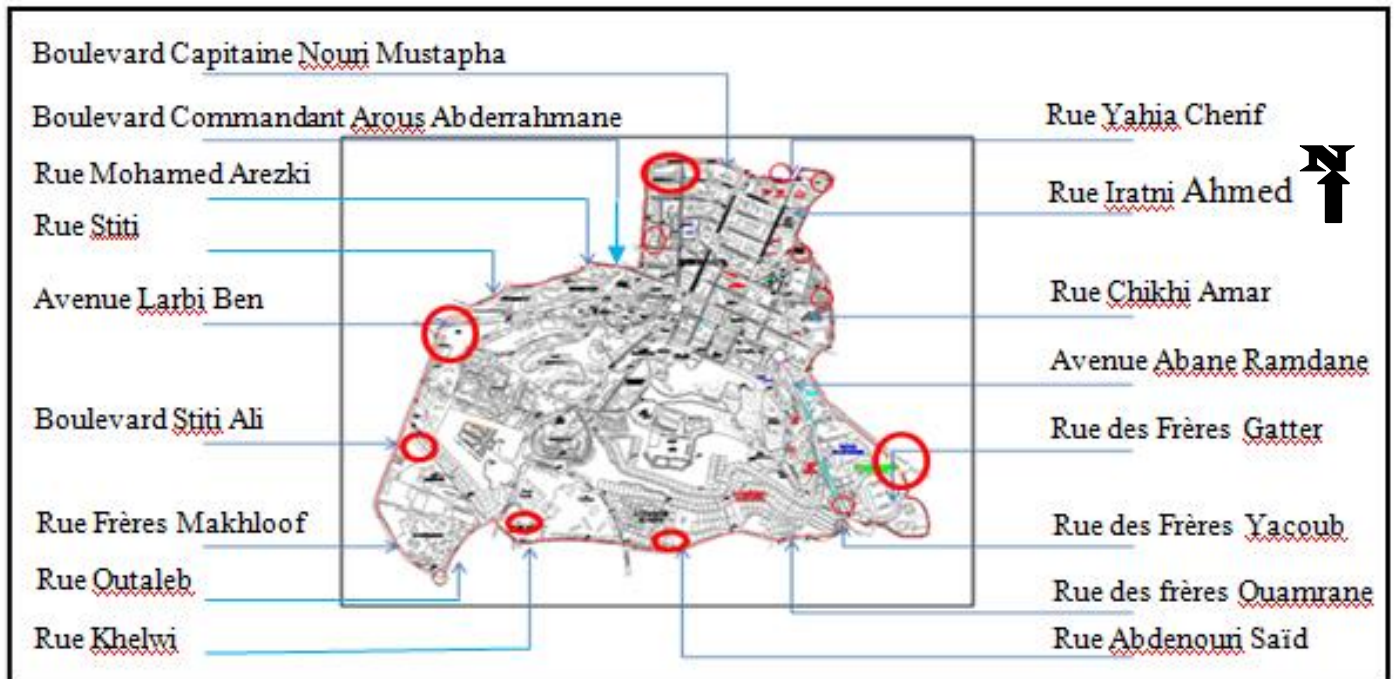 Boulevard Capitaine Nouri Mustapha
Boulevard Commandant Arous Abderrahmane
Rue Mohamed Arezki
Rue Stiti
Avenue Larbi Ben
Boulevard Stiti Ali
Rue Frères Makhloof
Rue Outaleb
Rue Khelwi
Rue Yahia Cherif
N
Rue Iratni Ahmed
Rue Chikhi Amar
Avenue Abane Ramdane
Rue des Frères Gatter
Rue des Frères Yacoub
Rue des frères Ouamrane
Rue Abdenouri Saïd